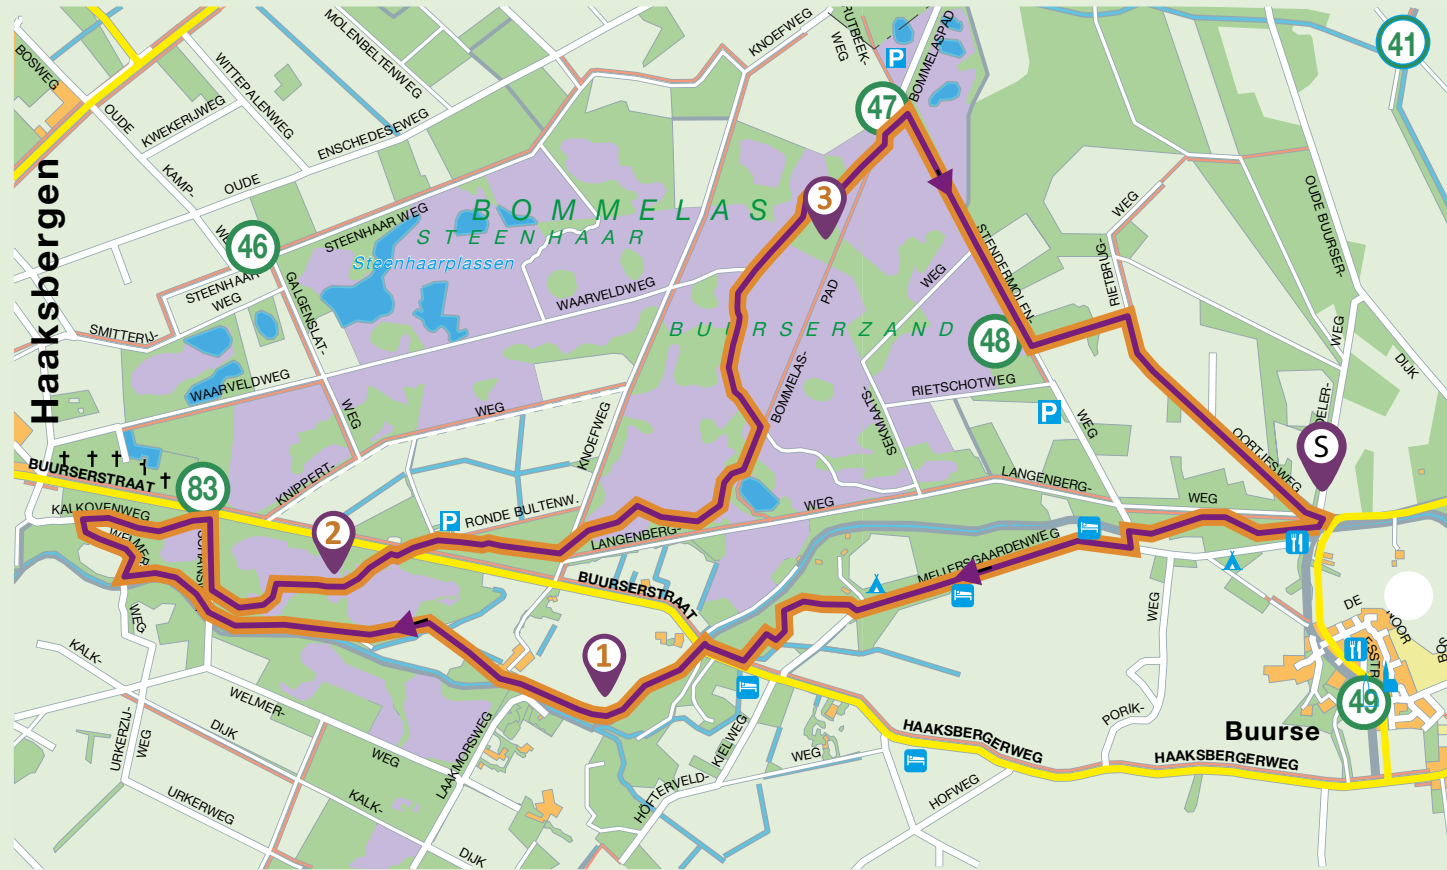 BOSWEG
MOLENBELTENWEG
WITTEPALENWEG
OUDE
KWEKERIJWEG
ENSCHEDESEWEG
KAMP-
OUDE
KNOEFWEG
RUTBEEK-
WEG
P
BOMMELASPAD
47
41
46
3
BOMMELAS
STEENHAAR
Steenhaarplassen
STEENHAAR WEG
STEENHAAR
WEG
GALGENSLAT-
WEG
SMITTERIJ-
Haaksbergen
WAARVELDWEG
WAARVELDWEG
BUURSERZAND
PAD
BOMMELAS-
WEG
STENDERMOLEN-
48
WEG
RIETBRUG-
OUDE BUURSER-
WEG
DIJK
RIETSCHOTWEG
P
WEG
SEKMAATS-
S
OORTJESWEG
WEG
KNIPPERT-
KNOEFWEG
BUURSERSTRAAT
83
KALKOVENWEG
WELMER-
WEG
2
P
RONDE BULTENW.
LANGENBERG-
WEG
LANGENBERG-
WEG
MELLERSGAARDENWEG
BUURSERSTRAAT
1
KALK-
DIJK
WELMER-
WEG
URKERZIJ-
WEG
URKERWEG
KALK-
DIJK
LAAKMORSWEG
KIELWEG
HÖFTERVELD-
WEG
HAAKSBERGERWEG
HOFWEG
PORIK-
WEG
HAAKSBERGERWEG
Buurse
49
DE